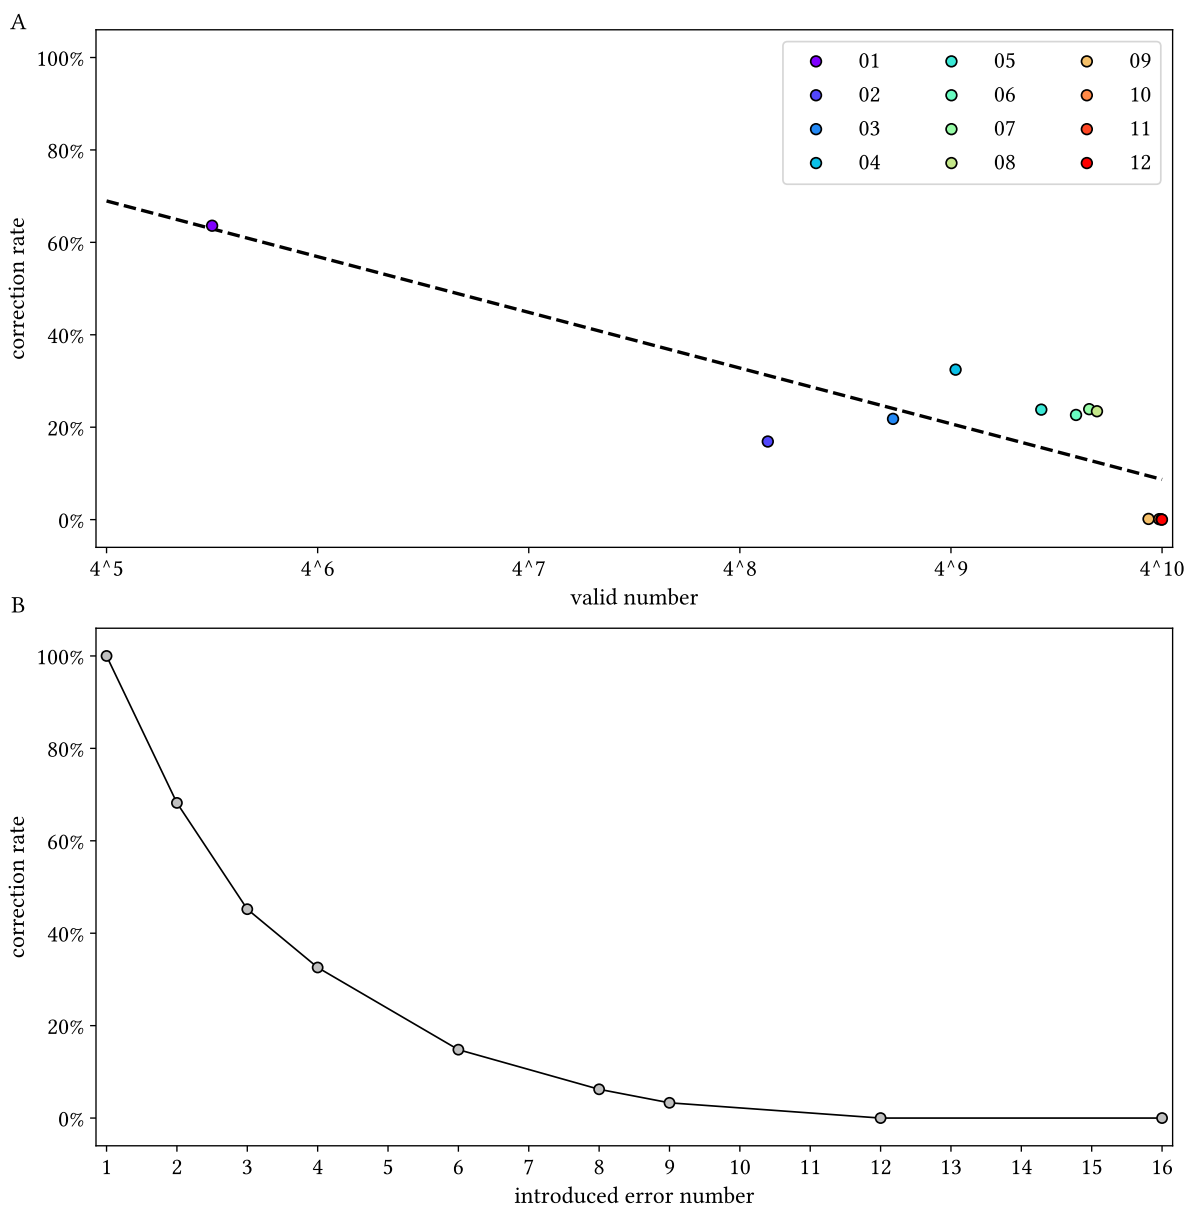 A
correction rate
100%
80%
60%
40%
20%
0%
01 05 09
02 06 10
03 07 11
04 08 12
4^5 4^6 4^7 4^8 4^9 4^10
valid number
B
correction rate
100%
80%
60%
40%
20%
0%
1 2 3 4 5 6 7 8 9 10 11 12 13 14 15 16
introduced error number